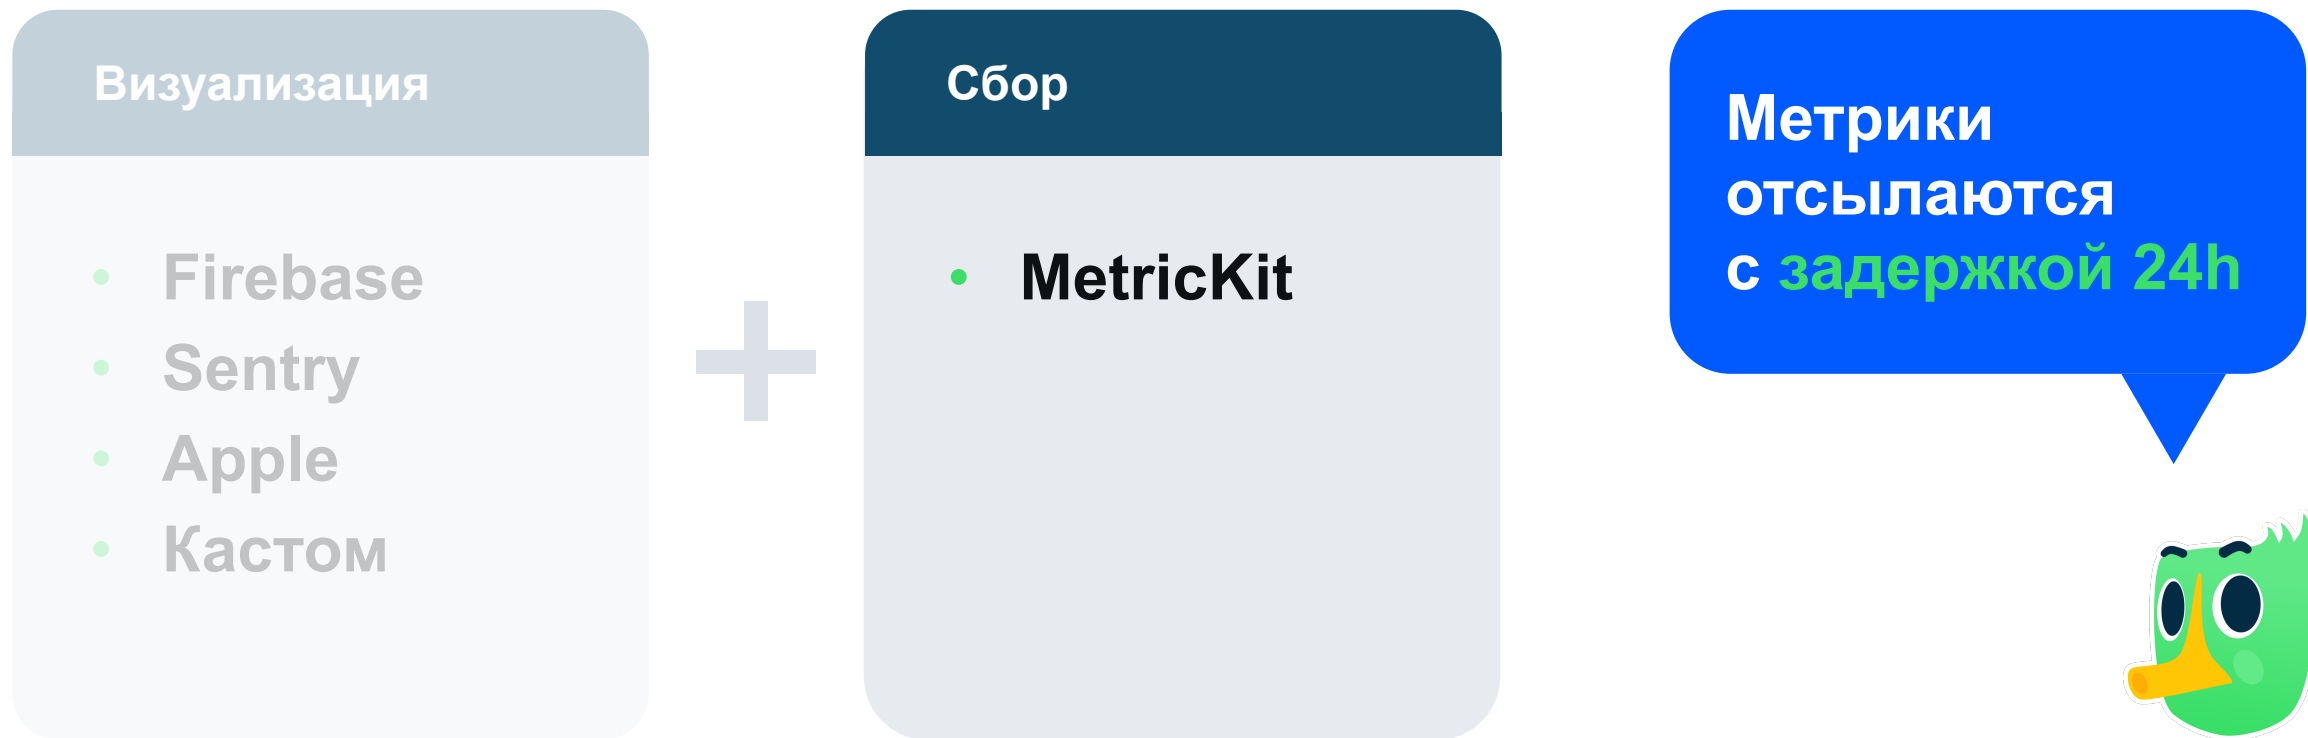 Визуализация
Firebase
Sentry
Apple
Кастом
Сбор
MetricKit
Метрики
отсылаются
с задержкой 24h